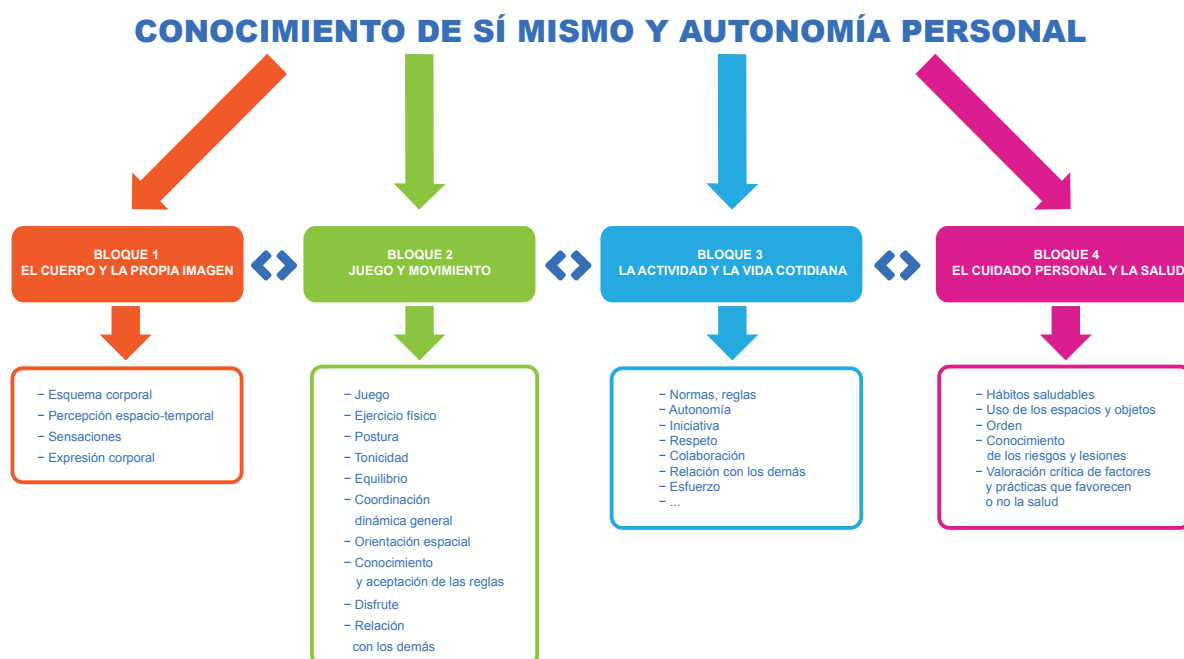 CONOCIMIENTO DE SÍ MISMO Y AUTONOMÍA PERSONAL
BLOQUE 1
EL CUERPO Y LA PROPIA IMAGEN
BLOQUE 2
JUEGO Y MOVIMIENTO
BLOQUE 3
LA ACTIVIDAD Y LA VIDA COTIDIANA
BLOQUE 4
EL CUIDADO PERSONAL Y LA SALUD
− Esquema corporal
− Percepción espacio-temporal
− Sensaciones
− Expresión corporal
− Juego
− Ejercicio físico
− Postura
− Tonicidad
− Equilibrio
− Coordinación
dinámica general
− Orientación espacial
− Conocimiento
y aceptación de las reglas
− Disfrute
− Relación
con los demás
− Normas, reglas
− Autonomía
− Iniciativa
− Respeto
− Colaboración
− Relación con los demás
− Esfuerzo
− ...
− Hábitos saludables
− Uso de los espacios y objetos
− Orden
− Conocimiento
de los riesgos y lesiones
− Valoración crítica de factores
y prácticas que favorecen
o no la salud